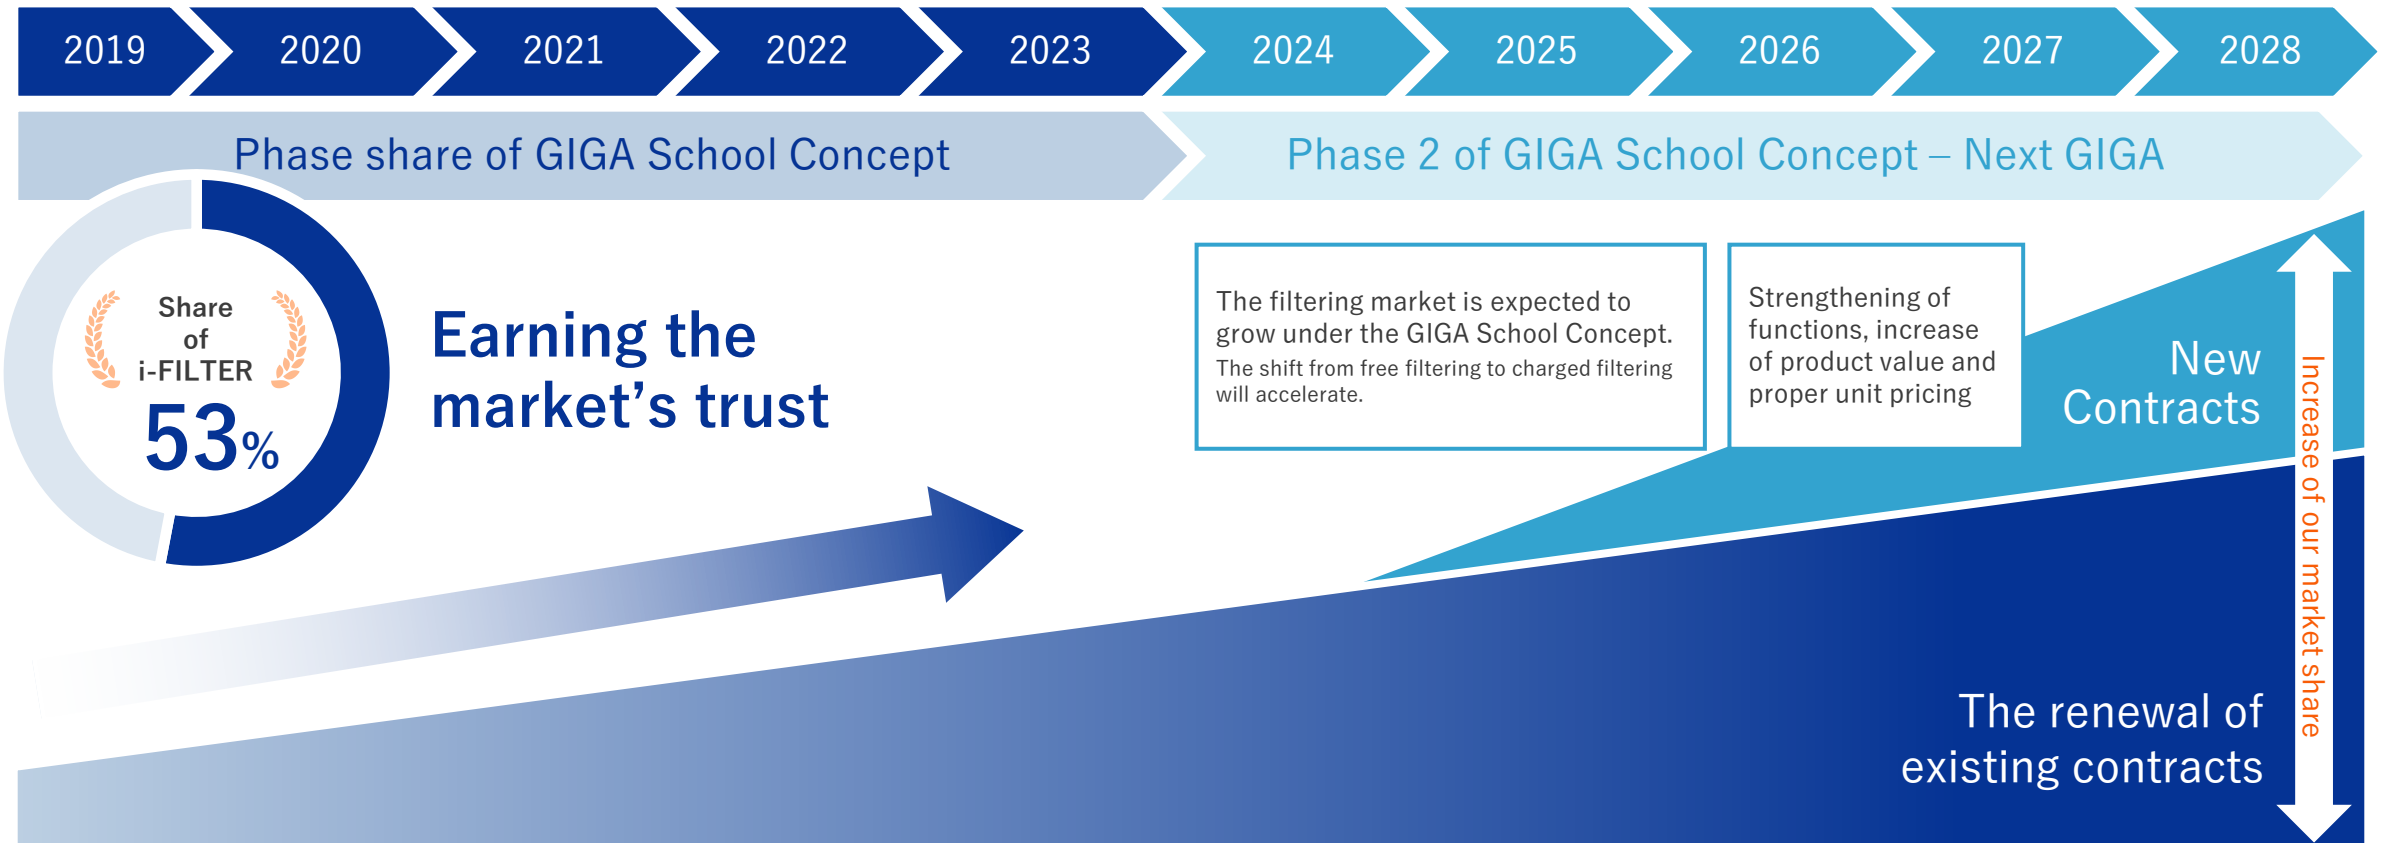 2019
2020
2021
2022
2023
2024
2025
2026
2027
2028
Phase share of GIGA School Concept
Phase 2 of GIGA School Concept – Next GIGA
Share
of
i-FILTER
53%
Earning the
market’s trust
The filtering market is expected to
grow under the GIGA School Concept.
The shift from free filtering to charged filtering
will accelerate.
Strengthening of
functions, increase
of product value and
proper unit pricing
New
Contracts
Increase of our market share
The renewal of
existing contracts